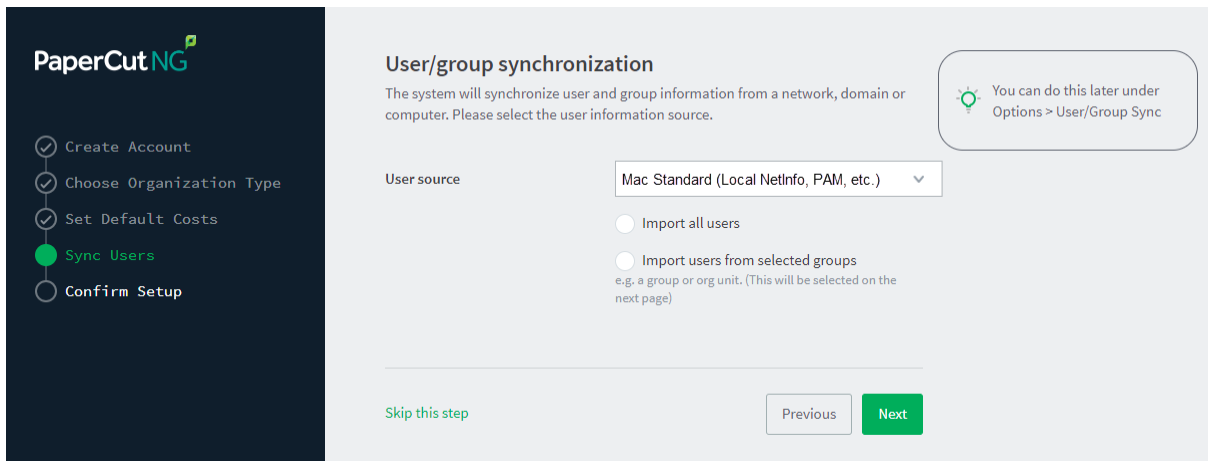 PaperCut NG
Create Account
Choose Organization Type
Set Default Costs
Sync Users
Confirm Setup
User/group synchronization
The system will synchronize user and group information from a network, domain or
computer. Please select the user information source.
You can do this later under
Options > User/Group Sync
User source
Mac Standard (Local NetInfo, PAM, etc.)
Import all users
Import users from selected groups
e.g. a group or org unit. (This will be selected on the
next page)
Skip this step
Previous
Next